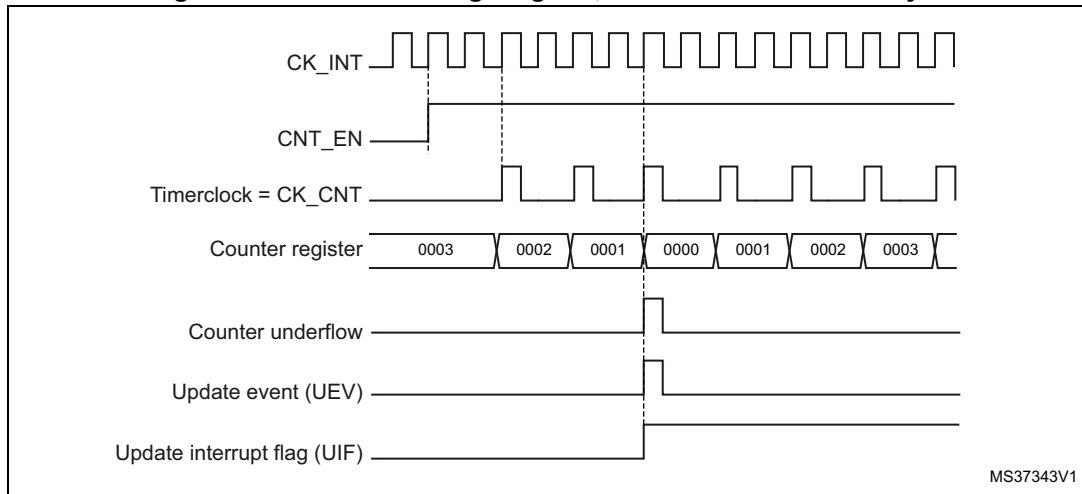 CK_INT
CNT_EN
Timerclock = CK_CNT
Counter register 0003 0002 0001 0000 0001 0002 0003
Counter underflow
Update event (UEV)
Update interrupt flag (UIF)
MS37343V1